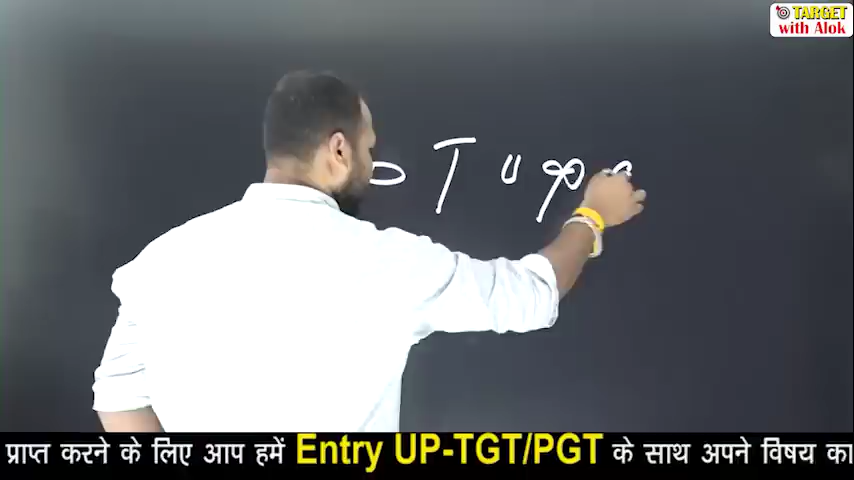 TARGET
with Alok
T u p
प्राप्त करने के लिए आप हमें Entry UP-TGT/PGT के साथ अपने विषय का